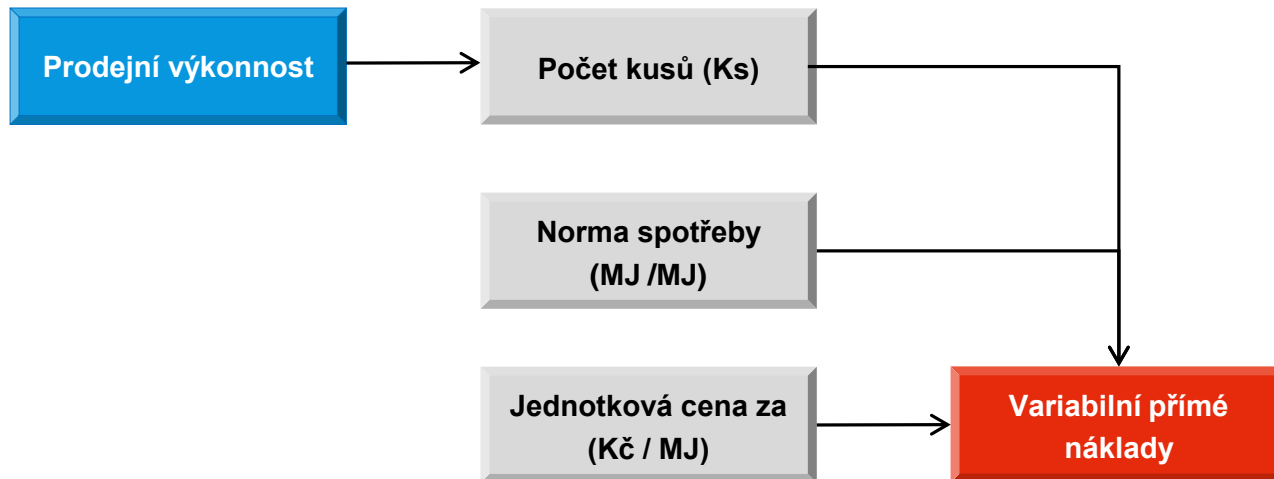 Prodejní výkonnost
Počet kusů (Ks)
Norma spotřeby
(MJ /MJ)
Jednotková cena za
(Kč / MJ)
Variabilní přímé
náklady